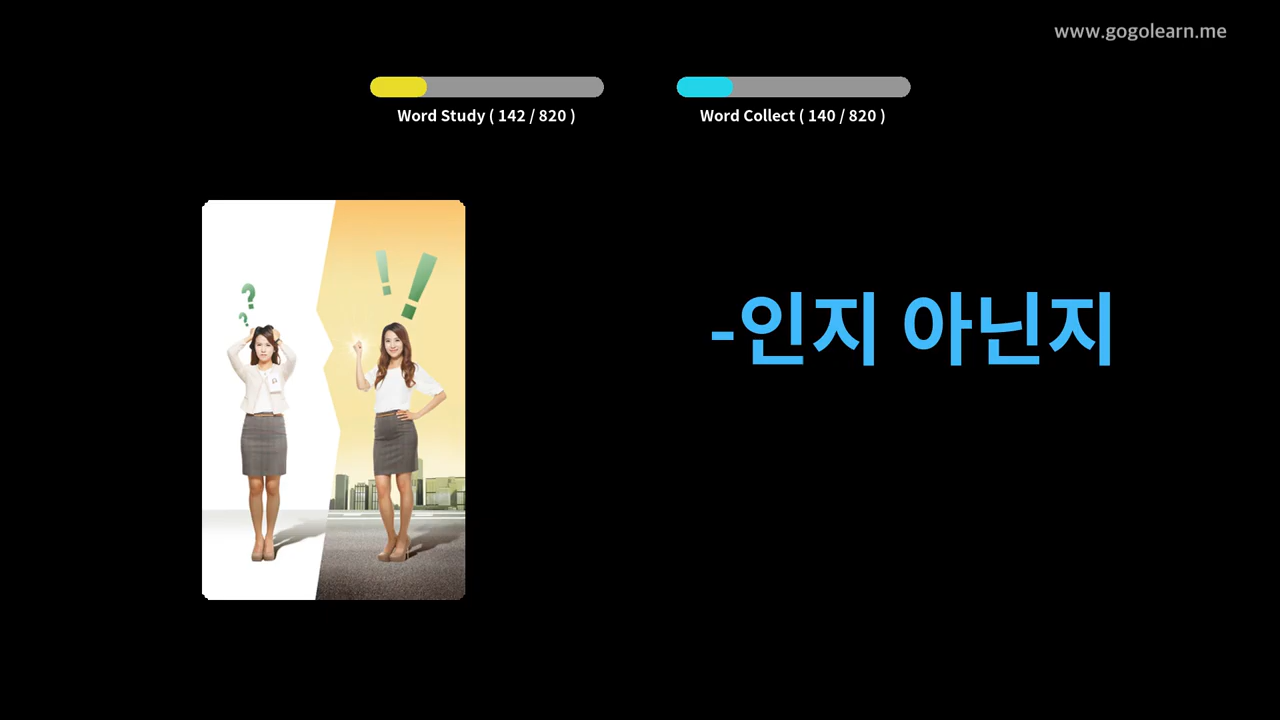 www.gogolearn.me
Word Study ( 142 / 820 )
Word Collect ( 140 / 820 )
? ?
! !
-인지 아닌지